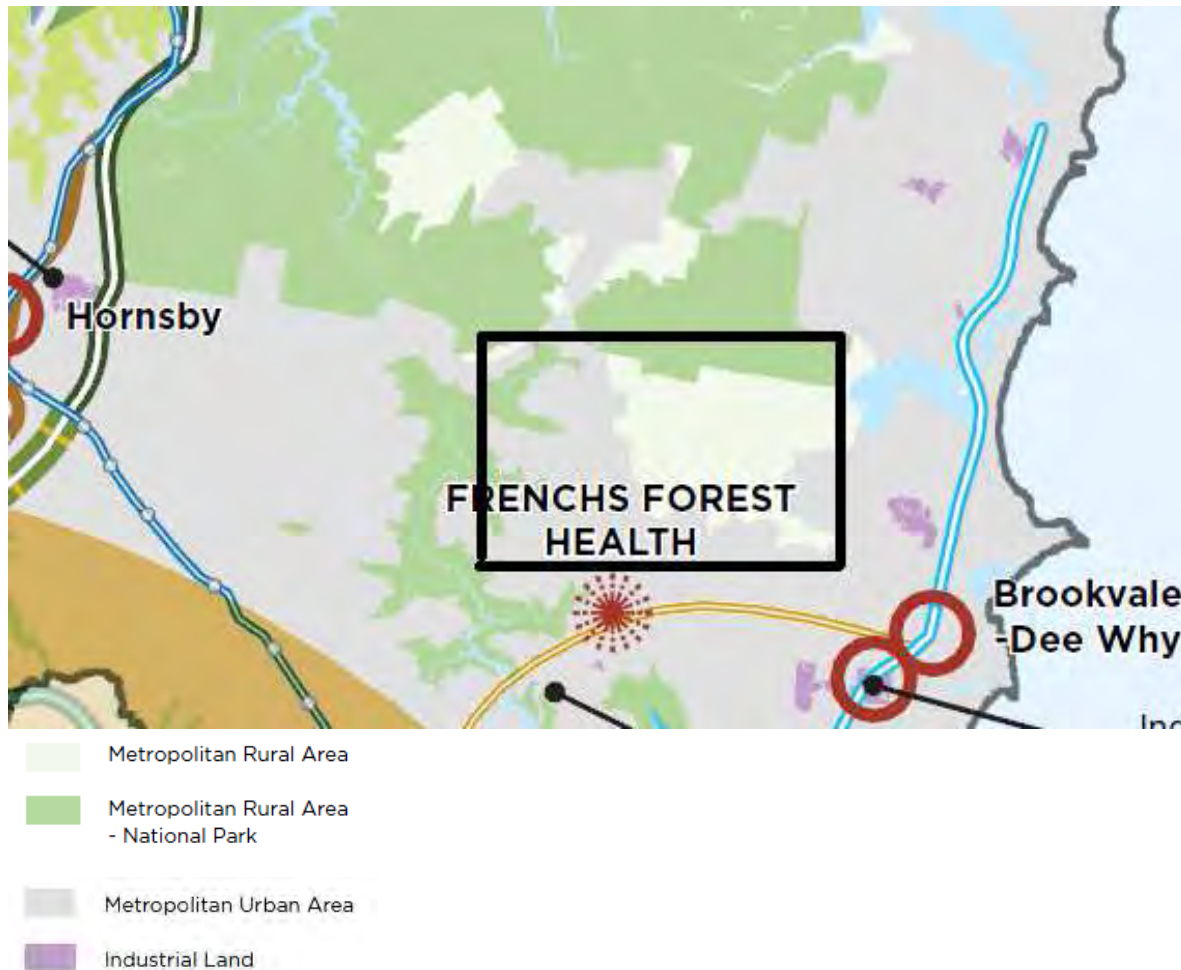 Hornsby
FRENCHS FOREST
HEALTH
Brookvale
-Dee Why
Metropolitan Rural Area
Metropolitan Rural Area
- National Park
Metropolitan Urban Area
Industrial Land